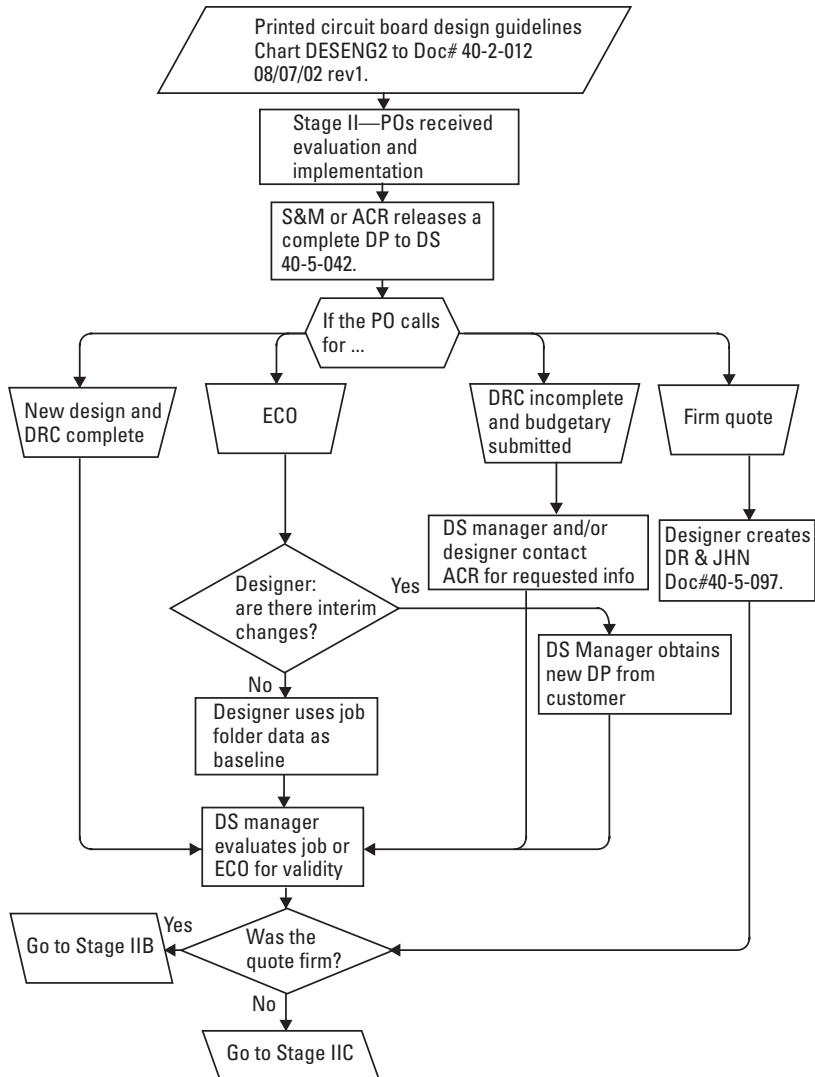 Printed circuit board design guidelines
Chart DESENG2 to Doc# 40-2-012
08/07/02 rev1.
Stage II—POs received
evaluation and
implementation
S&M or ACR releases a
complete DP to DS
40-5-042.
If the PO calls
for ...
New design and
DRC complete
ECO
DRC incomplete
and budgetary
submitted
Firm quote
DS manager and/or
designer contact
ACR for requested info
Designer creates
DR & JHN
Doc#40-5-097.
Designer:
are there interim
changes?
Yes
DS Manager obtains
new DP from
customer
No
Designer uses job
folder data as
baseline
DS manager
evaluates job or
ECO for validity
Was the
quote firm?
Yes
Go to Stage IIB
No
Go to Stage IIC